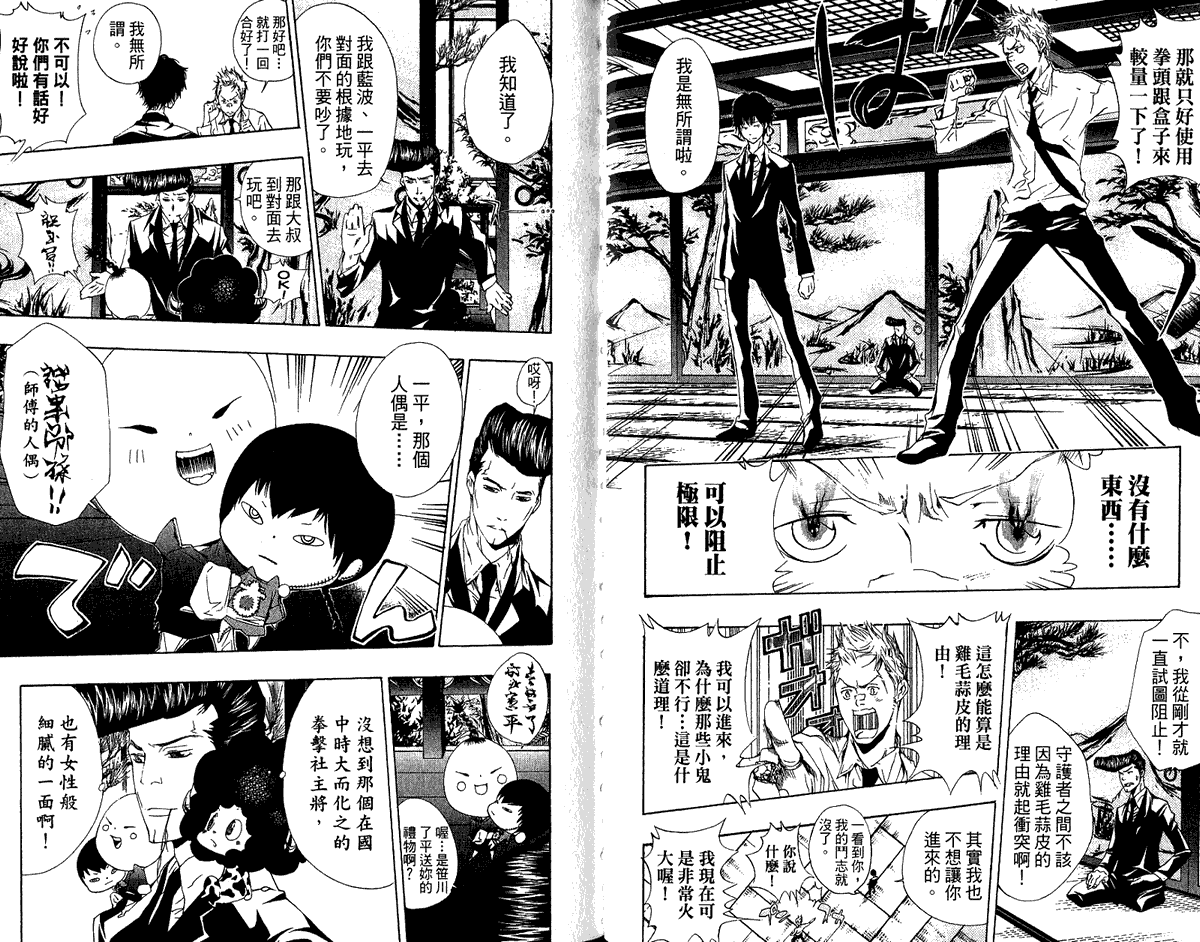 那就只好使用
拳頭跟盒子來
較量一下了！
我是無所謂啦。
沒有什麼
東西……
可以阻止
極限！
不，我從剛才就
一直試圖阻止！
守護者之間不該
因為雞毛蒜皮的
理由就起衝突啊！
這怎麼能算是
雞毛蒜皮的理
由！
我可以進來，
為什麼那些小鬼
卻不行…這是什
麼道理！
其實我也
不想讓你
進來的。
一看到你，
我的鬥志就
沒了。
你說
什麼！
我現在可
是非常火
大喔！
我知道了。
我跟藍波、一平去
對面的根據地玩，
你們不要吵了。
那好吧…
就打一回
合好了！
我無所
謂。
不可以！
你們有話好
好說啦！
那跟大叔
到對面去
玩吧。
OK！
哎呀！
一平，那個
人偶是……
（師傅的人偶）
でん
喔…是笹川
了平送妳的
禮物啊？
沒想到那個在國
中時大而化之的
拳擊社主將，
也有女性般
細膩的一面啊！